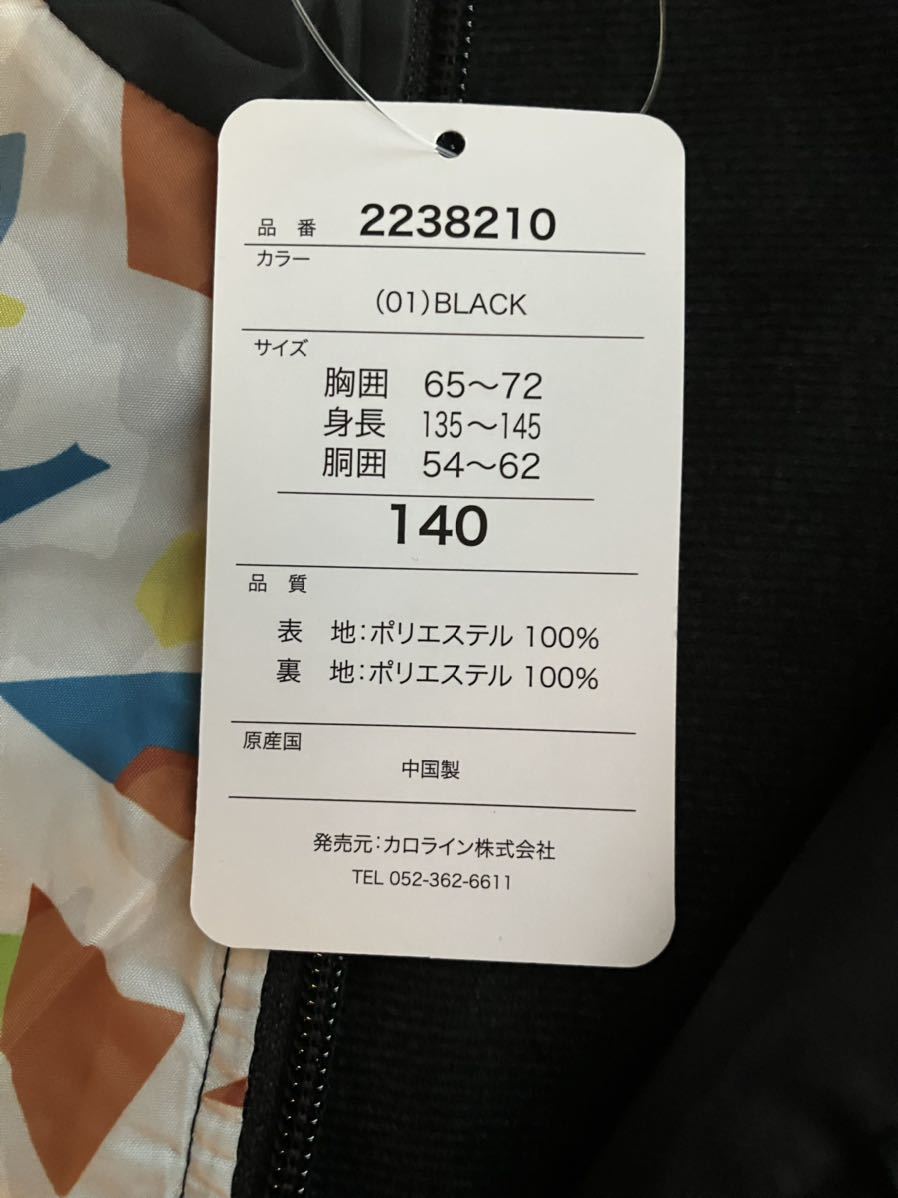 品 番 2238210
カラー
(01)BLACK
サイズ
胸囲 65～72
身長 135～145
胴囲 54～62
140
品 質
表 地：ポリエステル 100%
裏 地：ポリエステル 100%
原産国
中国製
発売元：カロライン株式会社
TEL 052-362-6611